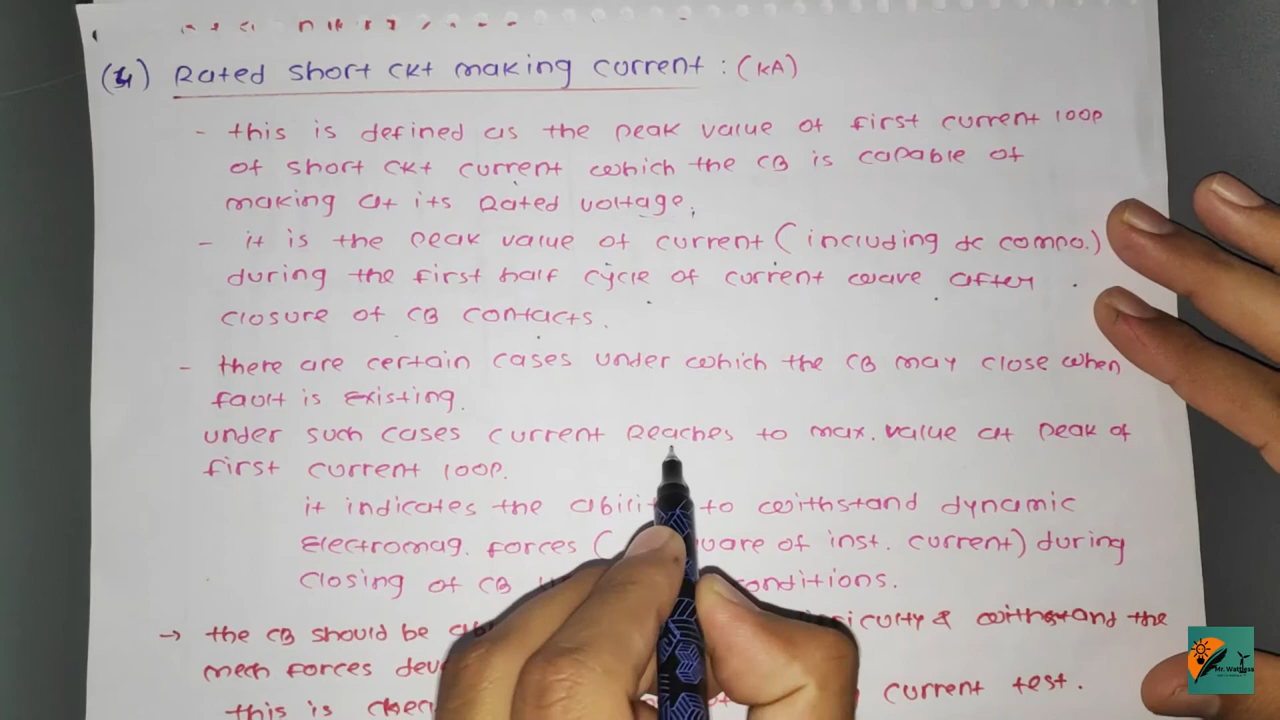 (4) Rated short ckt making current : (kA)
- this is defined as the peak value of first current loop
of short ckt current which the CB is capable of
making at its Rated voltage,
- it is the peak value of current (including dc compo.)
during the first half cycle of current wave after
closure of CB contacts.
- there are certain cases under which the CB may close when
fault is Existing.
under such cases current Reaches to max. value at peak of
first current loop.
it indicates the to withstand dynamic
Electromag. forces ( of inst. current) during
closing of CB conditions.
→ the CB should be & withstand the
mech forces
this is current test.
Mr. Wattless